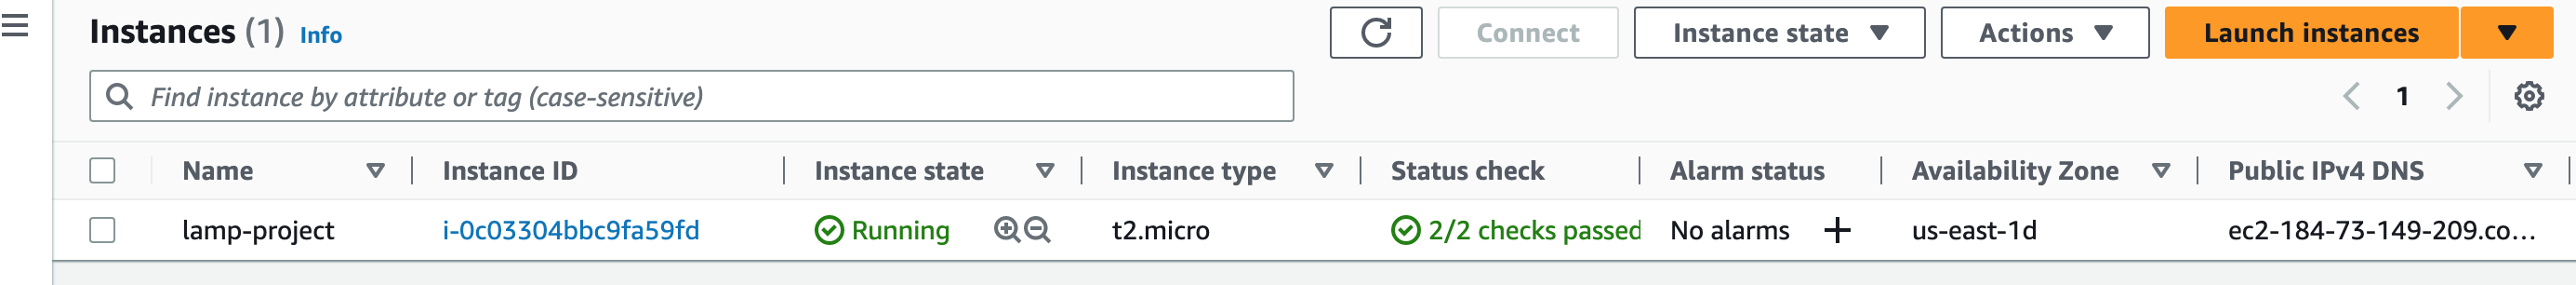 Instances (1) Info
Connect Instance state Actions Launch instances
Find instance by attribute or tag (case-sensitive)
1
Name Instance ID Instance state Instance type Status check Alarm status Availability Zone Public IPv4 DNS
lamp-project i-0c03304bbc9fa59fd Running t2.micro 2/2 checks passed No alarms + us-east-1d ec2-184-73-149-209.co...